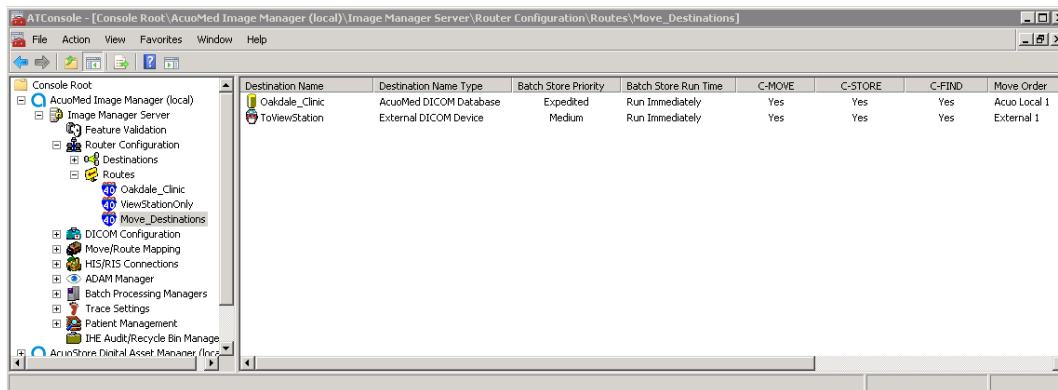 ATConsole - [Console Root\AcuoMed Image Manager (local)\Image Manager Server\Router Configuration\Routes\Move_Destinations]
File Action View Favorites Window Help
Console Root
AcuoMed Image Manager (local)
Image Manager Server
Feature Validation
Router Configuration
Destinations
Routes
Oakdale_Clinic
ViewStationOnly
Move_Destinations
DICOM Configuration
Move/Route Mapping
HIS/RIS Connections
ADAM Manager
Batch Processing Managers
Trace Settings
Patient Management
IHE Audit/Recycle Bin Manage
AcuoStore Digital Asset Manager (loca
Destination Name Destination Name Type Batch Store Priority Batch Store Run Time C-MOVE C-STORE C-FIND Move Order
Oakdale_Clinic AcuoMed DICOM Database Expedited Run Immediately Yes Yes Yes Acuo Local 1
ToViewStation External DICOM Device Medium Run Immediately Yes Yes Yes External 1